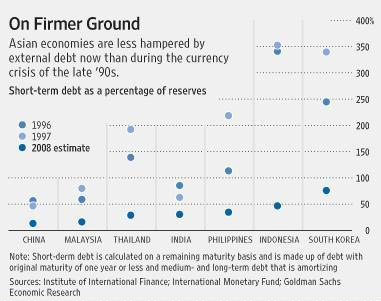 On Firmer Ground
Asian economies are less hampered by
external debt now than during the currency
crisis of the late '90s.
Short-term debt as a percentage of reserves
1996
1997
2008 estimate
400%
350
300
250
200
150
100
50
0
CHINA MALAYSIA THAILAND INDIA PHILIPPINES INDONESIA SOUTH KOREA
Note: Short-derm debt is calculated on a remaining maturity basis and is made up of debt with
original maturity of one year or less and medium- and long-term debt that is amortizing
Sources: Institute of International Finance; International Monetary Fund; Goldman Sachs
Economic Research